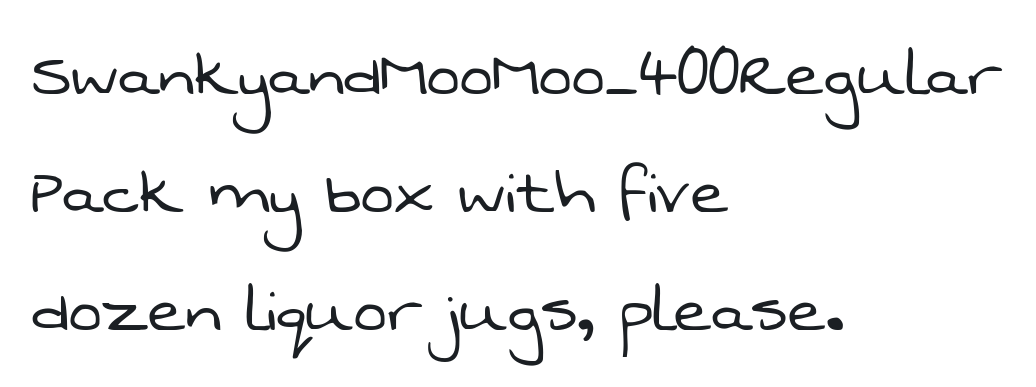 SwankyandMooMoo_400Regular
Pack my box with five
dozen liquor jugs, please.